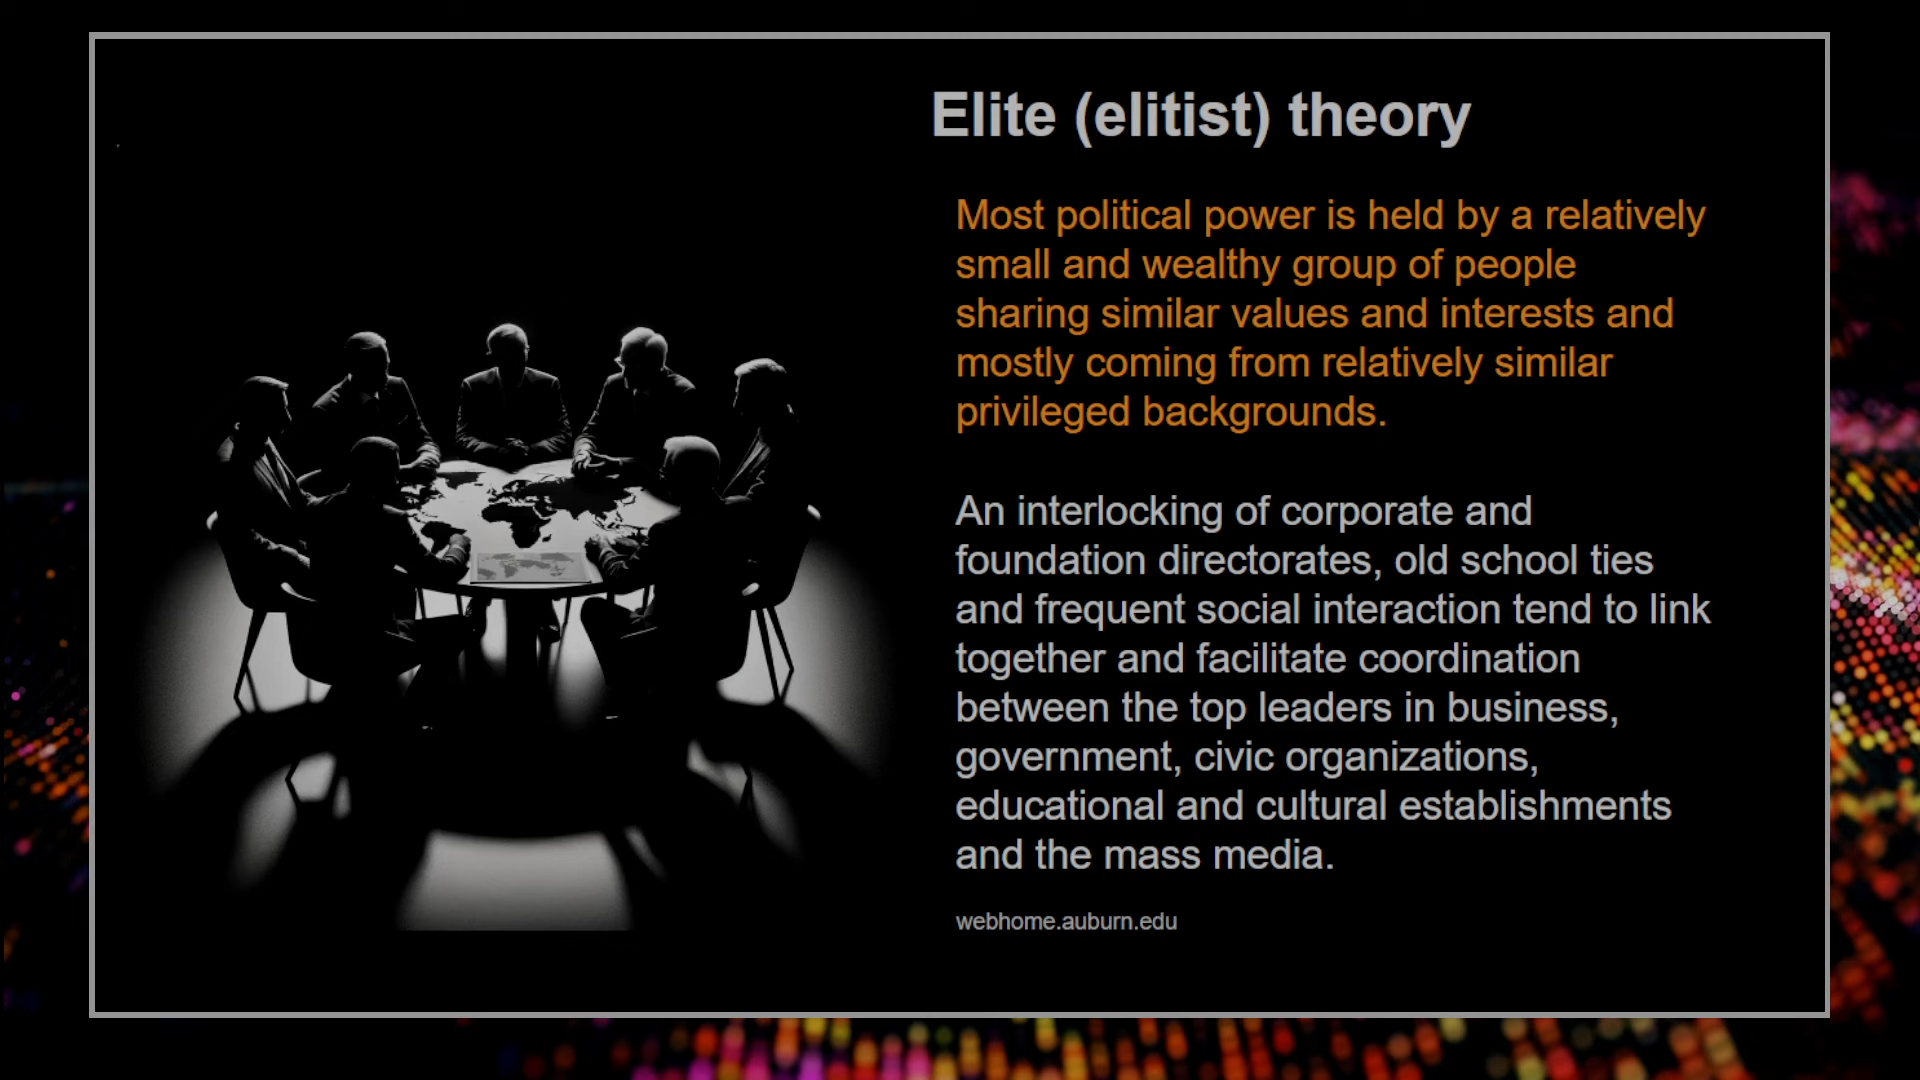 Elite (elitist) theory
Most political power is held by a relatively
small and wealthy group of people
sharing similar values and interests and
mostly coming from relatively similar
privileged backgrounds.
An interlocking of corporate and
foundation directorates, old school ties
and frequent social interaction tend to link
together and facilitate coordination
between the top leaders in business,
government, civic organizations,
educational and cultural establishments
and the mass media.
webhome.auburn.edu